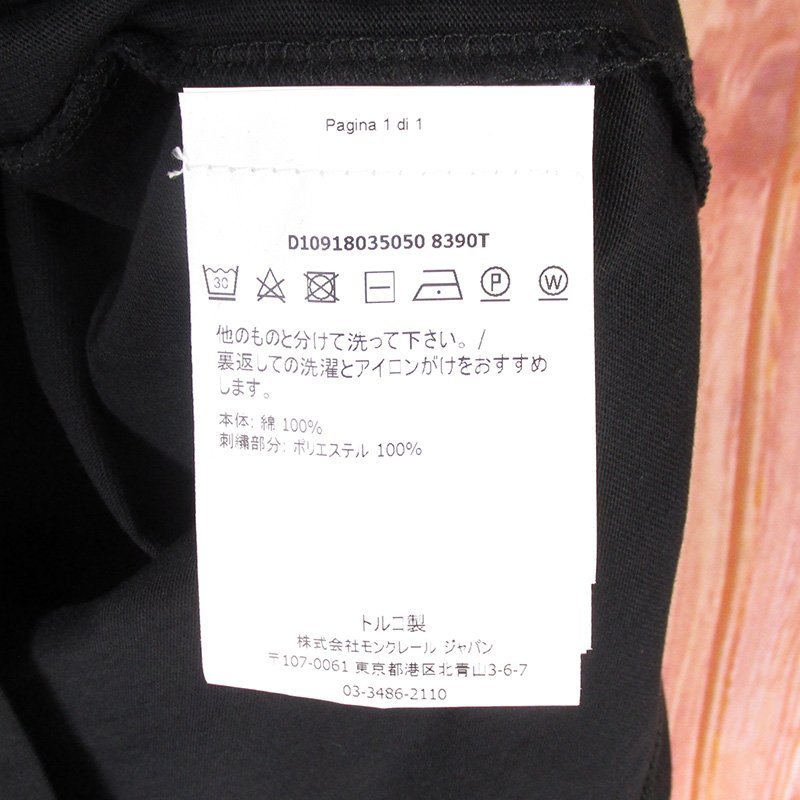 Pagina 1 di 1
D10918035050 8390T
30 P W
他のものと分けて洗って下さい。/
裏返しての洗濯とアイロンがけをおすすめ
します。
本体: 綿 100%
刺繍部分: ポリエステル 100%
トルコ製
株式会社モンクレール ジャパン
〒107-0061 東京都港区北青山3-6-7
03-3486-2110